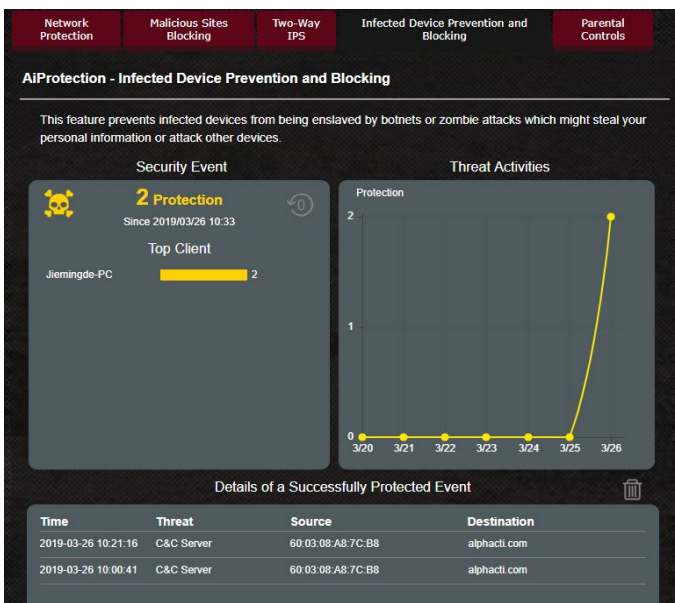 Network Protection
Malicious Sites Blocking
Two-Way IPS
Infected Device Prevention and Blocking
Parental Controls
AiProtection - Infected Device Prevention and Blocking
This feature prevents infected devices from being enslaved by botnets or zombie attacks which might steal your
personal information or attack other devices.
Security Event
2 Protection
0
Since 2019/03/26 10:33
Top Client
Jiemingde-PC 2
Threat Activities
Protection
2
1
0
3/20 3/21 3/22 3/23 3/24 3/25 3/26
Details of a Successfully Protected Event
Time Threat Source Destination
2019-03-26 10:21:16 C&C Server 60:03:08:A8:7C:B8 alphacti.com
2019-03-26 10:00:41 C&C Server 60:03:08:A8:7C:B8 alphacti.com